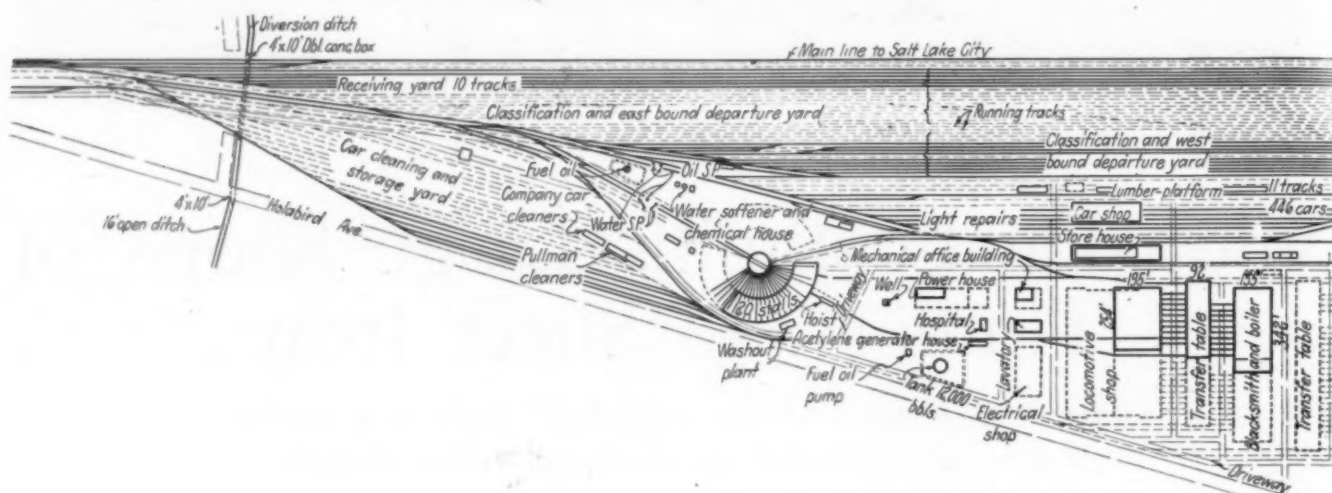 Diversion ditch
4'x10' Dbl. conc. box
Main line to Salt Lake City
Receiving yard 10 tracks
Classification and east bound departure yard
Running tracks
Classification and west
bound departure yard
Car cleaning and
storage yard
Fuel oil
Oil S.P.
Company car
cleaners
Water S.P.
Water softener and
chemical house
Lumber-platform
11 tracks
446 cars
Light repairs
Car shop
Store house
4'x10'
16' open ditch
Holabird Ave.
Pullman
cleaners
Mechanical office building
Well
Power house
Driveway
20 stalls
Hoist
Hospital
Acetylene generator house
Washout
plant
Fuel oil
pump
Tank 12,000
bbls.
Lavatory
Electrical
shop
195'
254'
Locomotive
shop
92'
Transfer table
155'
346'
Blacksmith and boiler
Transfer table
Driveway